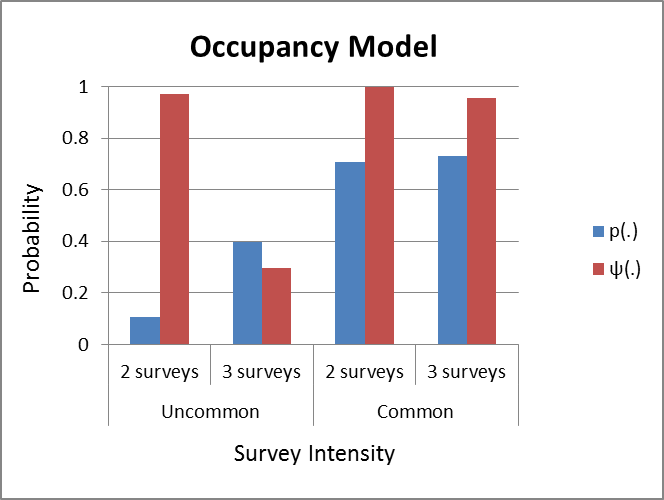 Occupancy Model
1
0.8
0.6
0.4
0.2
0
Probability
2 surveys
3 surveys
2 surveys
3 surveys
Uncommon
Common
Survey Intensity
p(.)
ψ(.)